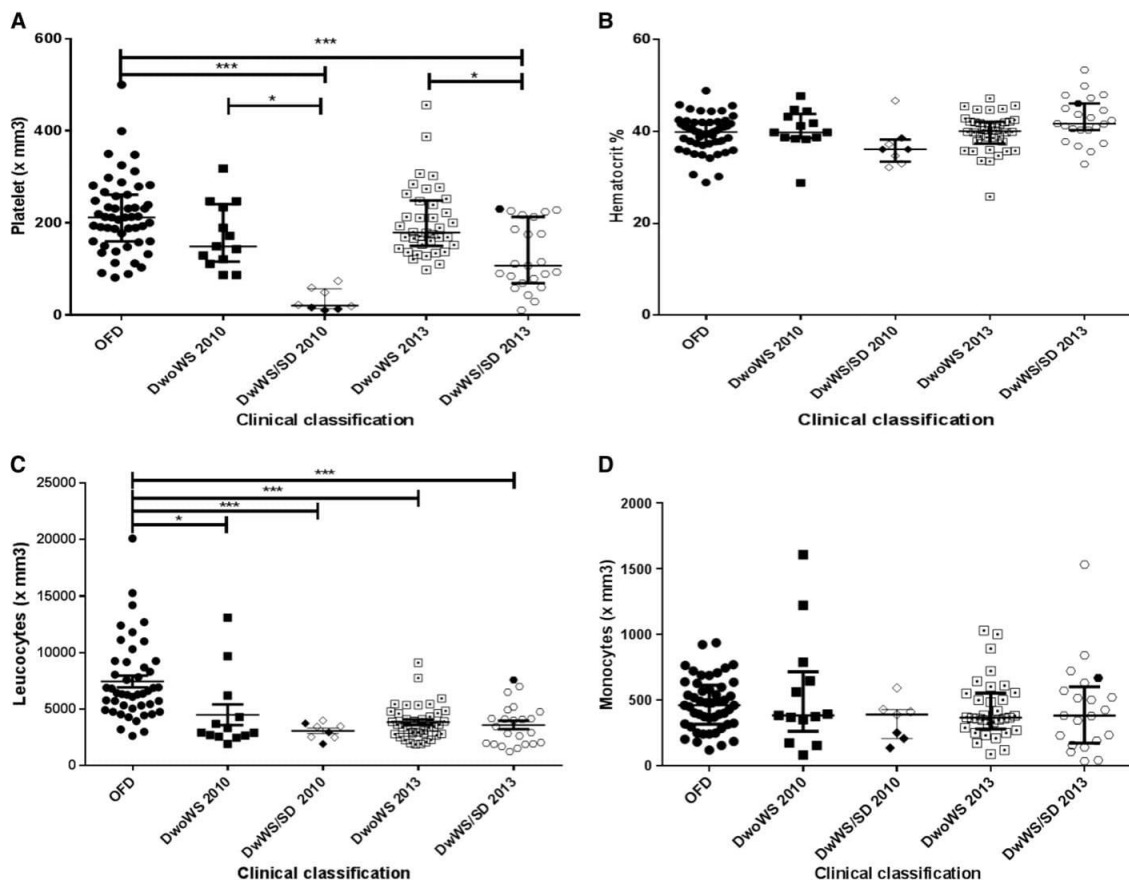 A
Platelet (x mm3)
600
400
200
0
***
***
*
*
OFD
DwoWS 2010
DwWS/SD 2010
DwoWS 2013
DwWS/SD 2013
Clinical classification
B
Hematocrit %
60
40
20
0
OFD
DwoWS 2010
DwWS/SD 2010
DwoWS 2013
DwWS/SD 2013
Clinical classification
C
Leucocytes (x mm3)
25000
20000
15000
10000
5000
0
***
***
***
*
OFD
DwoWS 2010
DwWS/SD 2010
DwoWS 2013
DwWS/SD 2013
Clinical classification
D
Monocytes (x mm3)
2000
1500
1000
500
0
OFD
DwoWS 2010
DwWS/SD 2010
DwoWS 2013
DwWS/SD 2013
Clinical classification